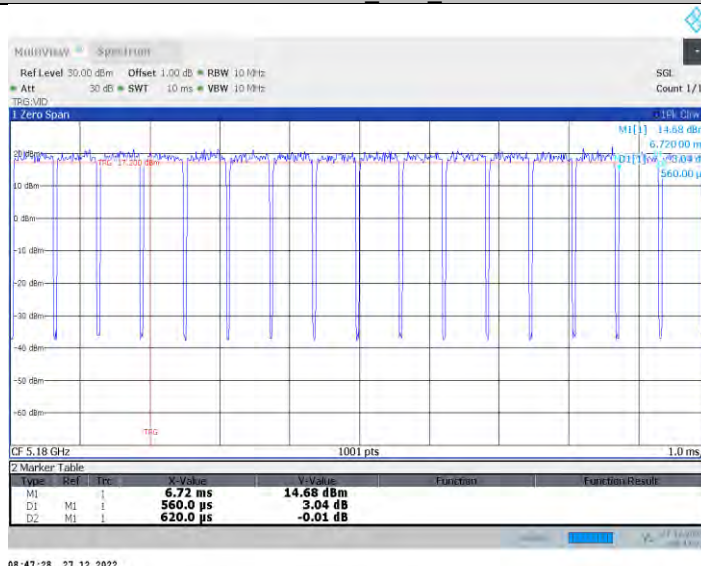 MultiView Spectrum
Ref Level 30.00 dBm Offset 1.00 dB RBW 10 MHz SGL
Att 30 dB SWT 10 ms VBW 10 MHz Count 1/1
TRG:VID
1 Zero Span 1Pk Clrw
M1[1] 14.68 dBm
6.72000 m
D1[1] 3.04 d
560.00 µ
20 dBm
TRG 17.200 dBm
10 dBm
0 dBm
-10 dBm
-20 dBm
-30 dBm
-40 dBm
-50 dBm
-60 dBm
TRG
CF 5.18 GHz 1001 pts 1.0 ms/
2 Marker Table
Type Ref Trc X-Value Y-Value Function Function Result
M1 1 6.72 ms 14.68 dBm
D1 M1 1 560.0 µs 3.04 dB
D2 M1 1 620.0 µs -0.01 dB
08:47:28 27.12.2022